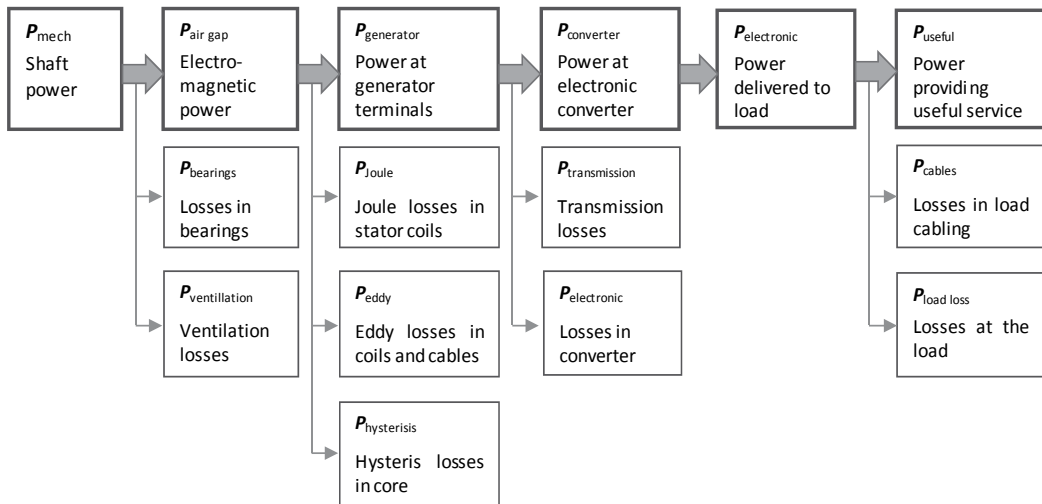 Pmech
Shaft
power
Pair gap
Electro-
magnetic
power
Pgenerator
Power at
generator
terminals
Pconverter
Power at
electronic
converter
Pelectronic
Power
delivered to
load
Puseful
Power
providing
useful service
Pbearings
Losses in
bearings
PJoule
Joule losses in
stator coils
Ptransmission
Transmission
losses
Pcables
Losses in load
cabling
Pventillation
Ventilation
losses
Peddy
Eddy losses in
coils and cables
Pelectronic
Losses in
converter
Pload loss
Losses at the
load
Physterisis
Hysteris losses
in core